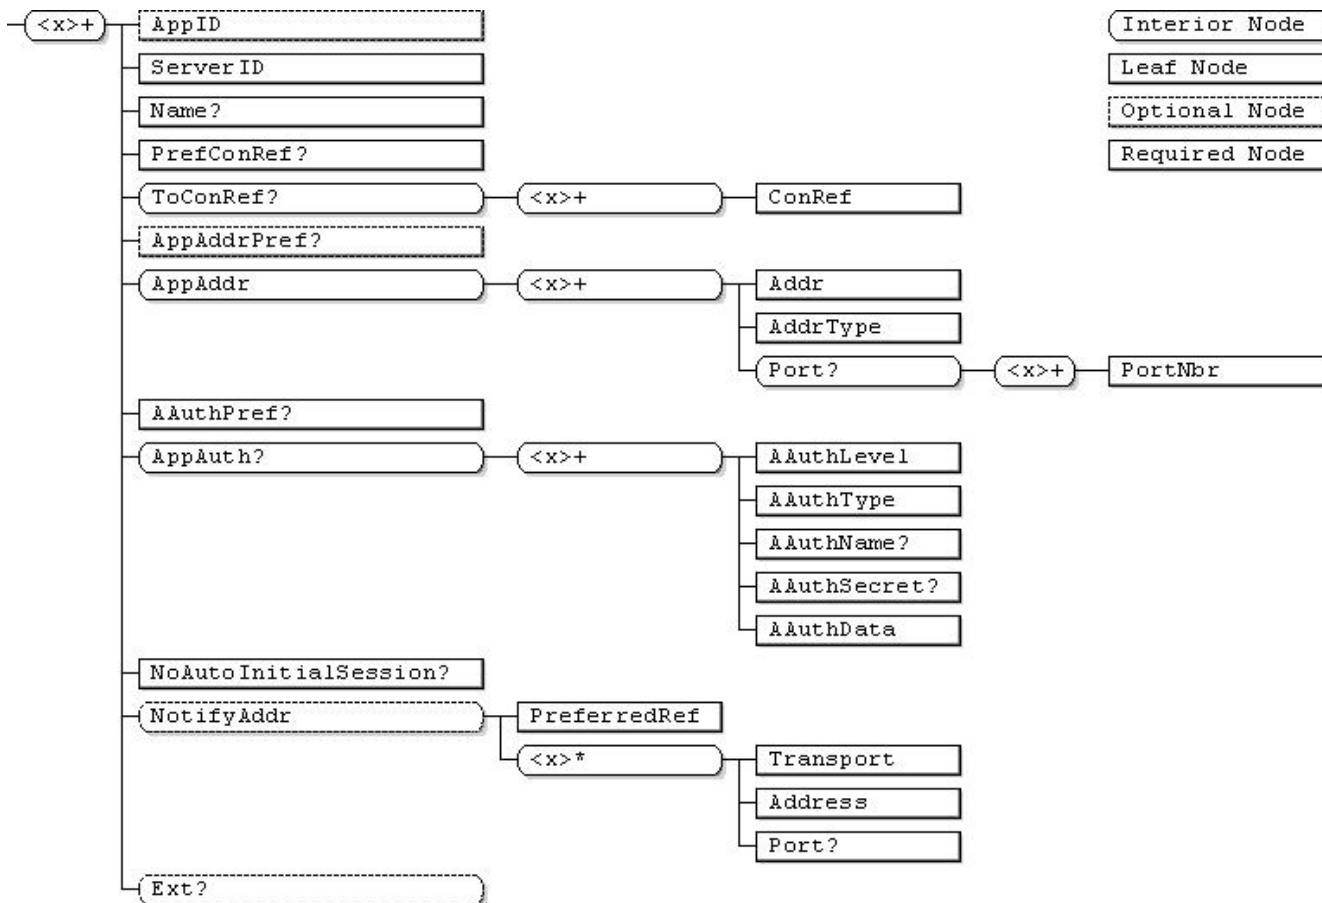 <x>+ AppID Interior Node
ServerID Leaf Node
Name? Optional Node
PrefConRef? Required Node
ToConRef? <x>+ ConRef
AppAddrPref?
AppAddr <x>+ Addr
AddrType
Port? <x>+ PortNbr
AAuthPref?
AppAuth? <x>+ AAuthLevel
AAuthType
AAuthName?
AAuthSecret?
AAuthData
NoAutoInitialSession?
NotifyAddr PreferredRef
<x>* Transport
Address
Port?
Ext?